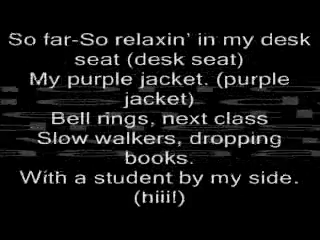 So far-So relaxin' in my desk
seat (desk seat)
My purple jacket. (purple
jacket)
Bell rings, next class
Slow walkers, dropping
books.
With a student by my side.
(hiii!)